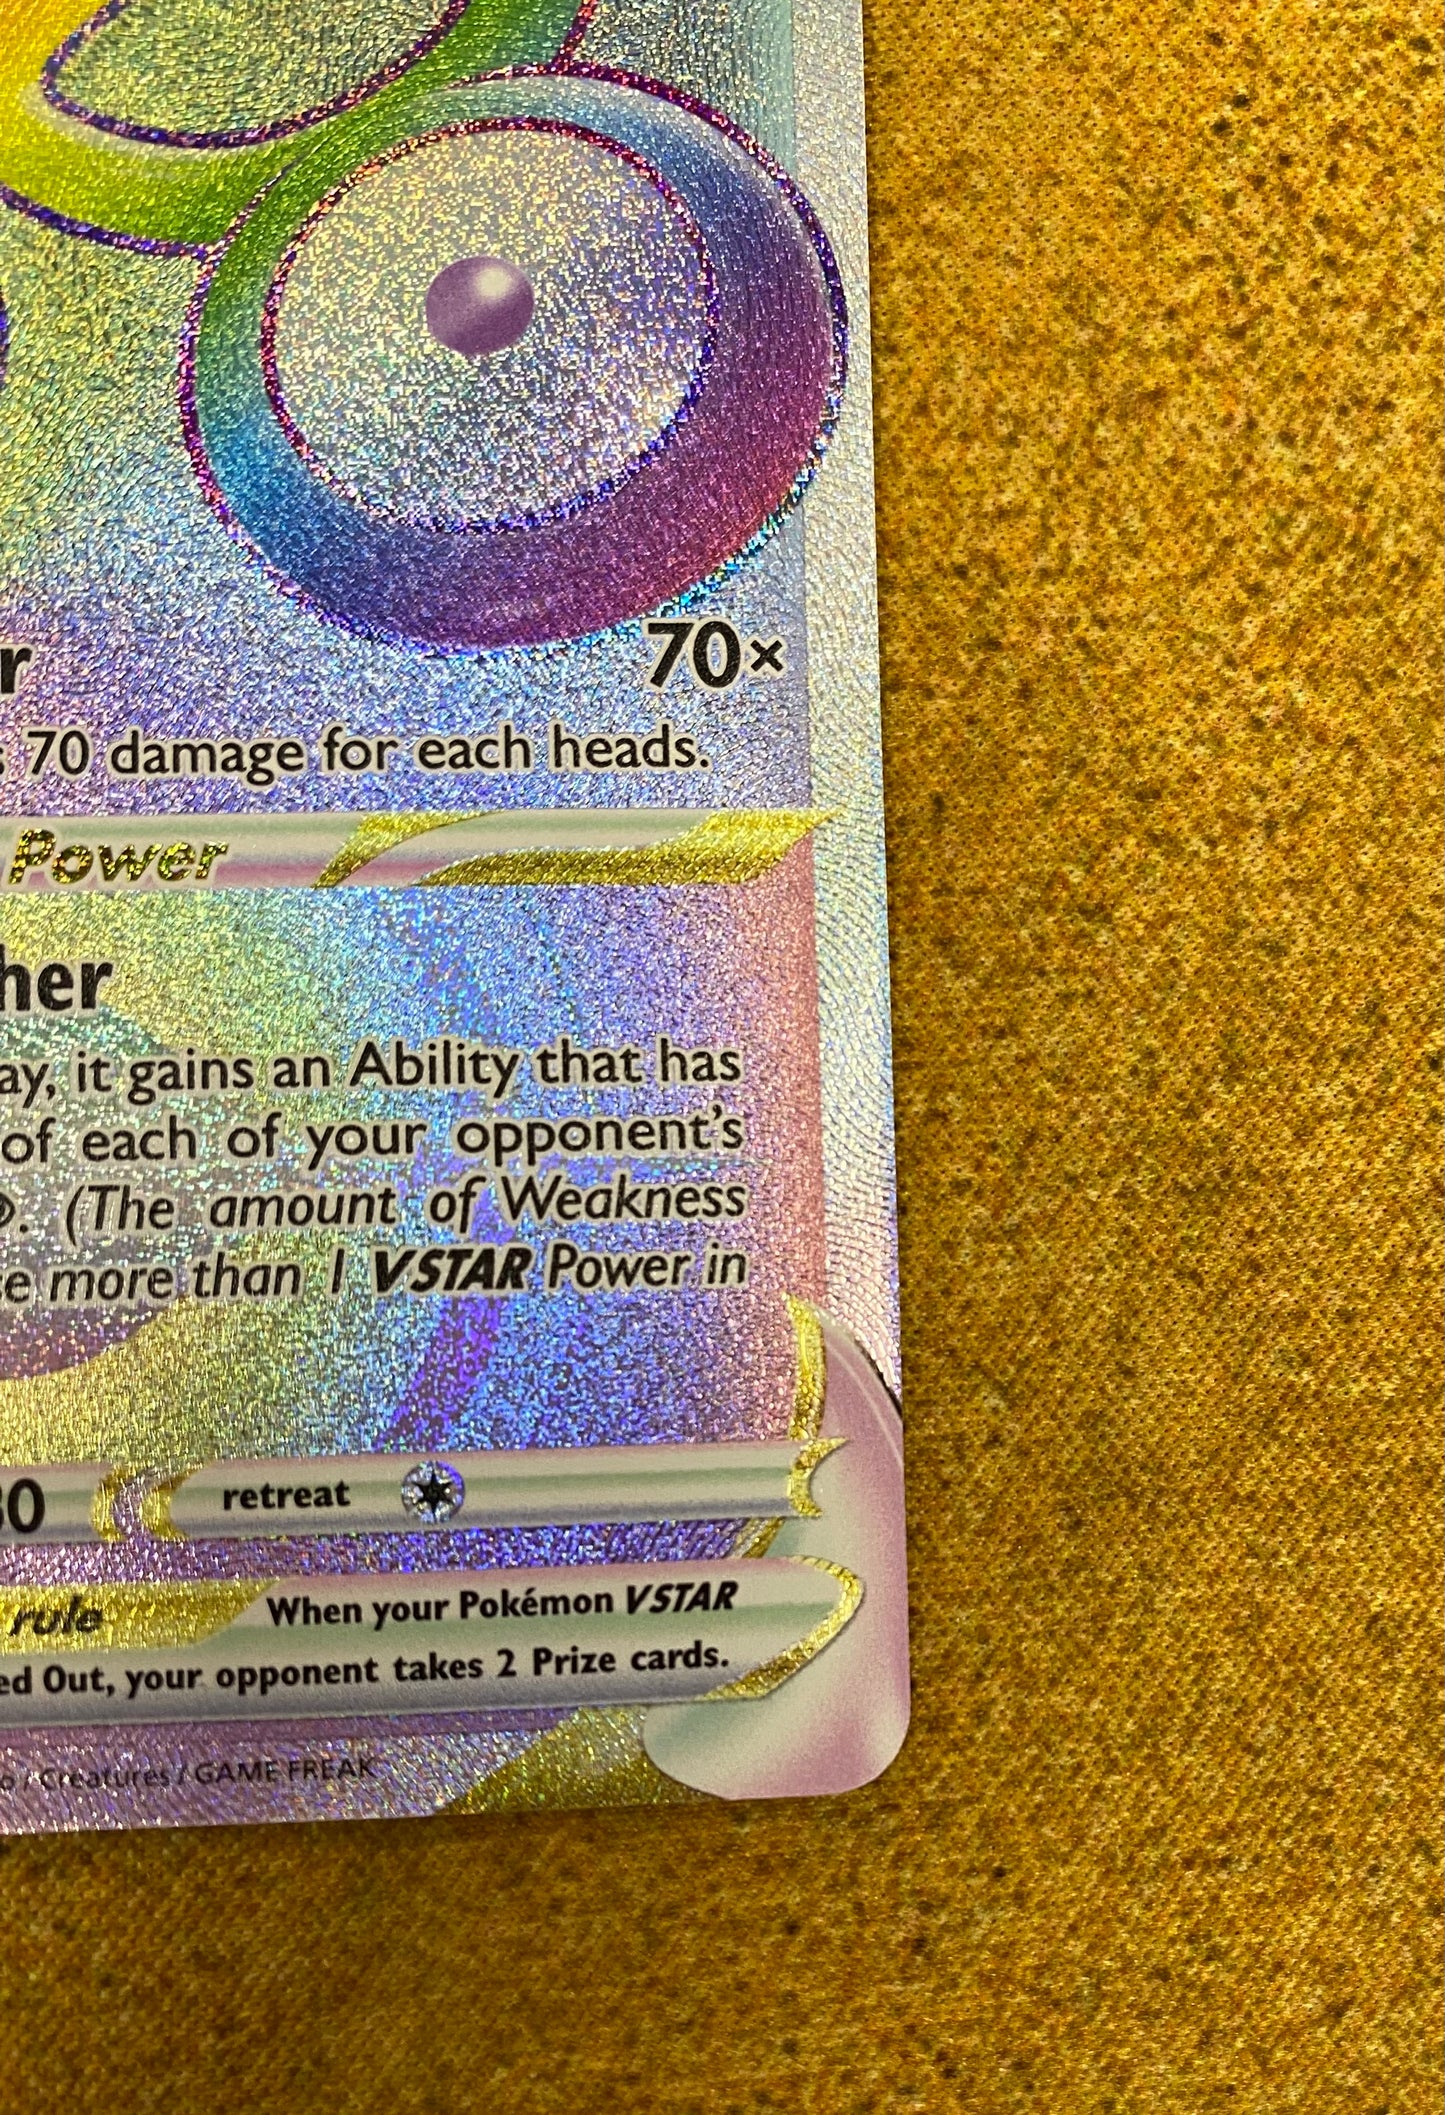 r 70×
: 70 damage for each heads.
Power
her
ay, it gains an Ability that has
of each of your opponent's
. (The amount of Weakness
se more than 1 VSTAR Power in
30 retreat
rule When your Pokémon VSTAR
ed Out, your opponent takes 2 Prize cards.
o / Creatures / GAME FREAK